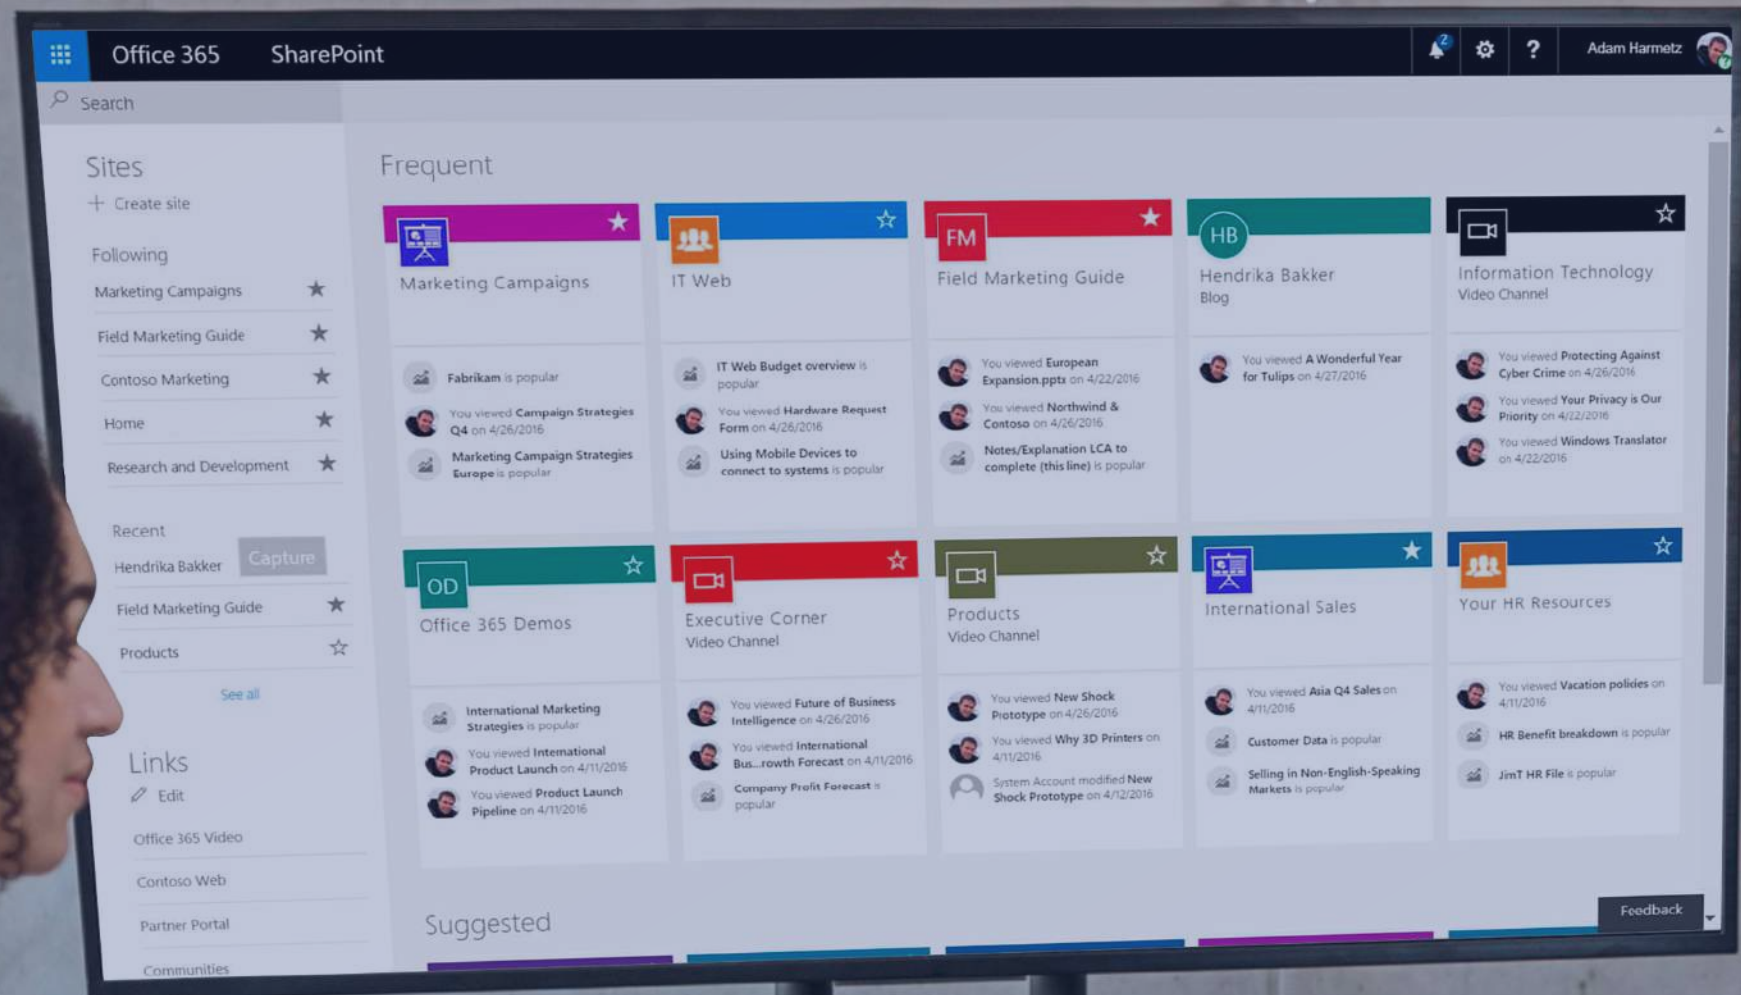 Office 365 SharePoint
2
?
Adam Harmetz
Search
Sites
+ Create site
Following
Marketing Campaigns
Field Marketing Guide
Contoso Marketing
Home
Research and Development
Recent
Hendrika Bakker
Capture
Field Marketing Guide
Products
See all
Links
Edit
Office 365 Video
Contoso Web
Partner Portal
Communities
Frequent
Marketing Campaigns
Fabrikam is popular
You viewed Campaign Strategies
Q4 on 4/26/2016
Marketing Campaign Strategies
Europe is popular
IT Web
IT Web Budget overview is
popular
You viewed Hardware Request
Form on 4/26/2016
Using Mobile Devices to
connect to systems is popular
FM
Field Marketing Guide
You viewed European
Expansion.pptx on 4/22/2016
You viewed Northwind &
Contoso on 4/26/2016
Notes/Explanation LCA to
complete (this line) is popular
HB
Hendrika Bakker
Blog
You viewed A Wonderful Year
for Tulips on 4/27/2016
Information Technology
Video Channel
You viewed Protecting Against
Cyber Crime on 4/26/2016
You viewed Your Privacy is Our
Priority on 4/22/2016
You viewed Windows Translator
on 4/22/2016
OD
Office 365 Demos
International Marketing
Strategies is popular
You viewed International
Product Launch on 4/11/2016
You viewed Product Launch
Pipeline on 4/11/2016
Executive Corner
Video Channel
You viewed Future of Business
Intelligence on 4/26/2016
You viewed International
Bus...rowth Forecast on 4/11/2016
Company Profit Forecast is
popular
Products
Video Channel
You viewed New Shock
Prototype on 4/26/2016
You viewed Why 3D Printers on
4/11/2016
System Account modified New
Shock Prototype on 4/12/2016
International Sales
You viewed Asia Q4 Sales on
4/11/2016
Customer Data is popular
Selling in Non-English-Speaking
Markets is popular
Your HR Resources
You viewed Vacation policies on
4/11/2016
HR Benefit breakdown is popular
JimT HR File is popular
Suggested
Feedback